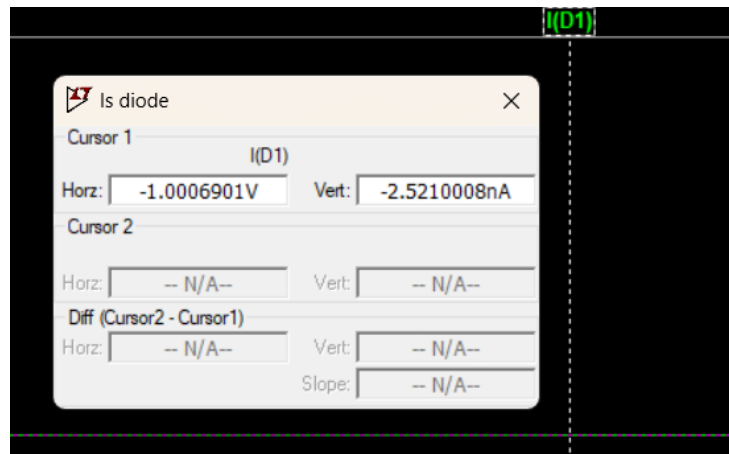 I(D1)
Is diode
Cursor 1
I(D1)
Horz: -1.0006901V Vert: -2.5210008nA
Cursor 2
Horz: -- N/A-- Vert: -- N/A--
Diff (Cursor2 - Cursor1)
Horz: -- N/A-- Vert: -- N/A--
Slope: -- N/A--